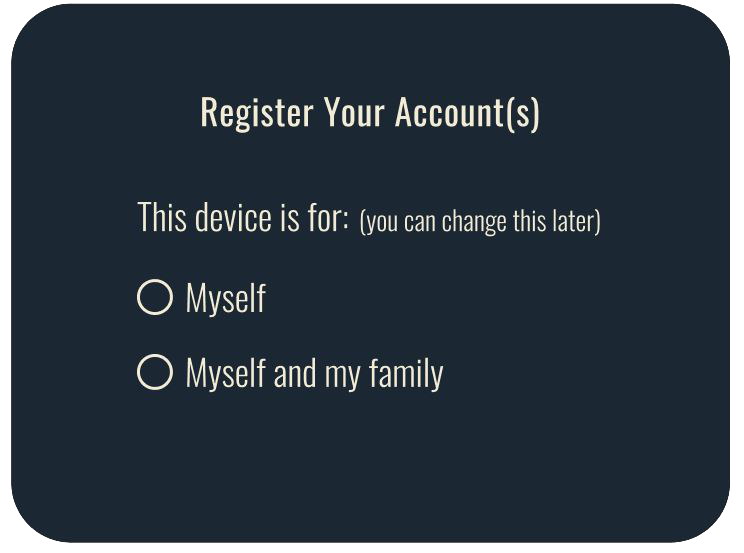 Register Your Account(s)
This device is for: (you can change this later)
Myself
Myself and my family